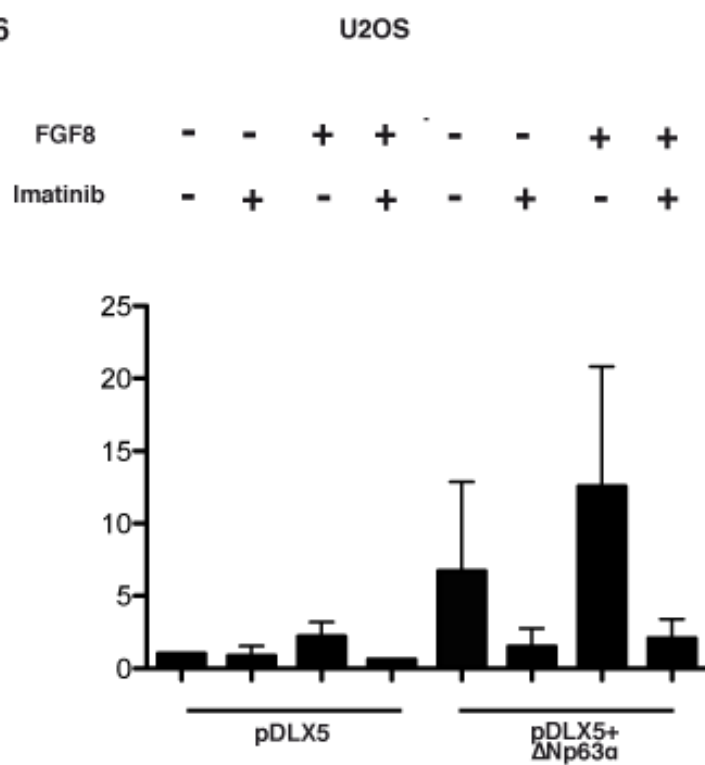 6
U2OS
FGF8 - - + + - - + +
Imatinib - + - + - + - +
25
20
15
10
5
0
pDLX5
pDLX5+
ΔNp63α